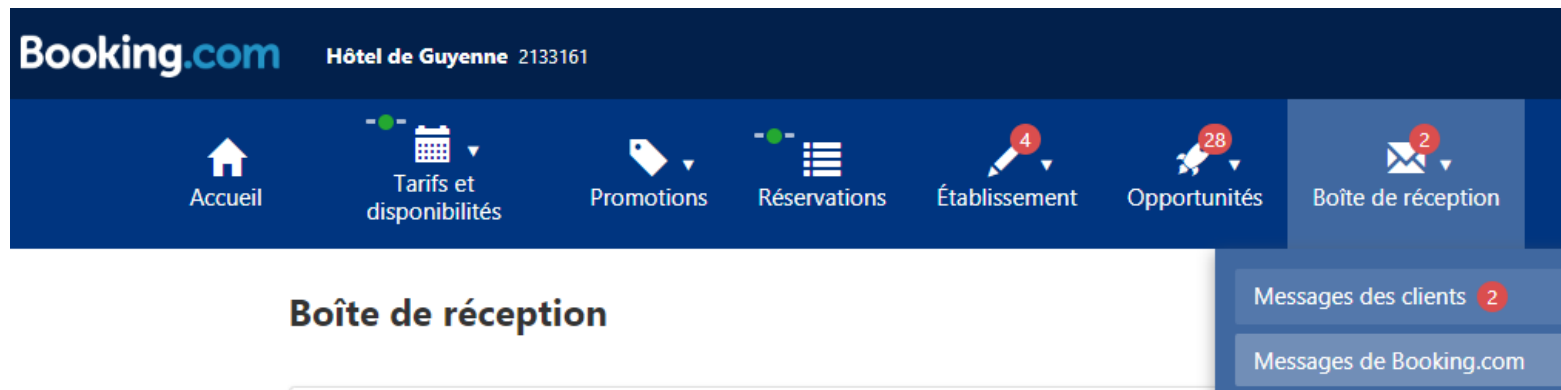 Booking.com
Hôtel de Guyenne 2133161
Accueil
Tarifs et
disponibilités
Promotions
Réservations
4
Établissement
28
Opportunités
2
Boîte de réception
Boîte de réception
Messages des clients 2
Messages de Booking.com